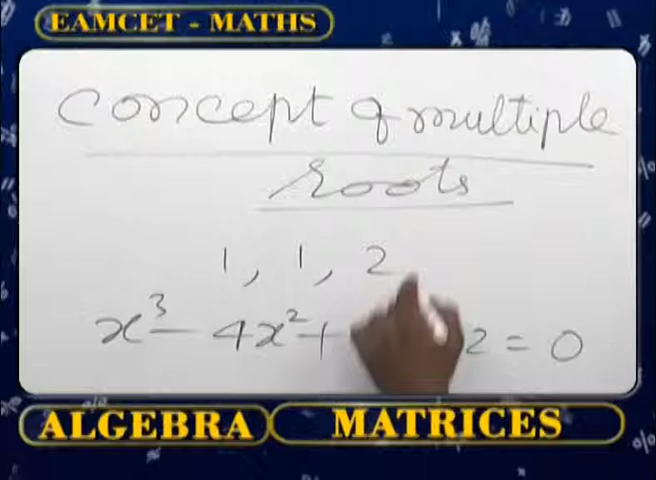 EAMCET - MATHS
Concept of multiple
roots
1, 1, 2
x³ - 4x² + 2 = 0
ALGEBRA MATRICES